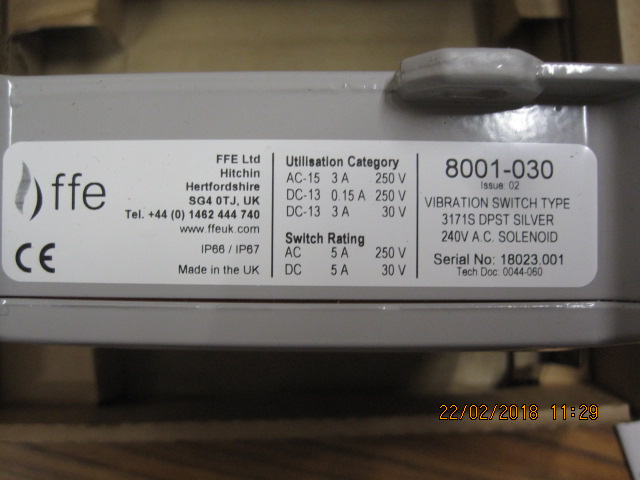 ffe
CE
FFE Ltd
Hitchin
Hertfordshire
SG4 0TJ, UK
Tel. +44 (0) 1462 444 740
www.ffeuk.com
IP66 / IP67
Made in the UK
Utilisation Category
AC-15 3 A 250 V
DC-13 0.15 A 250 V
DC-13 3 A 30 V
Switch Rating
AC 5 A 250 V
DC 5 A 30 V
8001-030
Issue: 02
VIBRATION SWITCH TYPE
3171S DPST SILVER
240V A.C. SOLENOID
Serial No: 18023.001
Tech Doc: 0044-060
22/02/2018 11:29